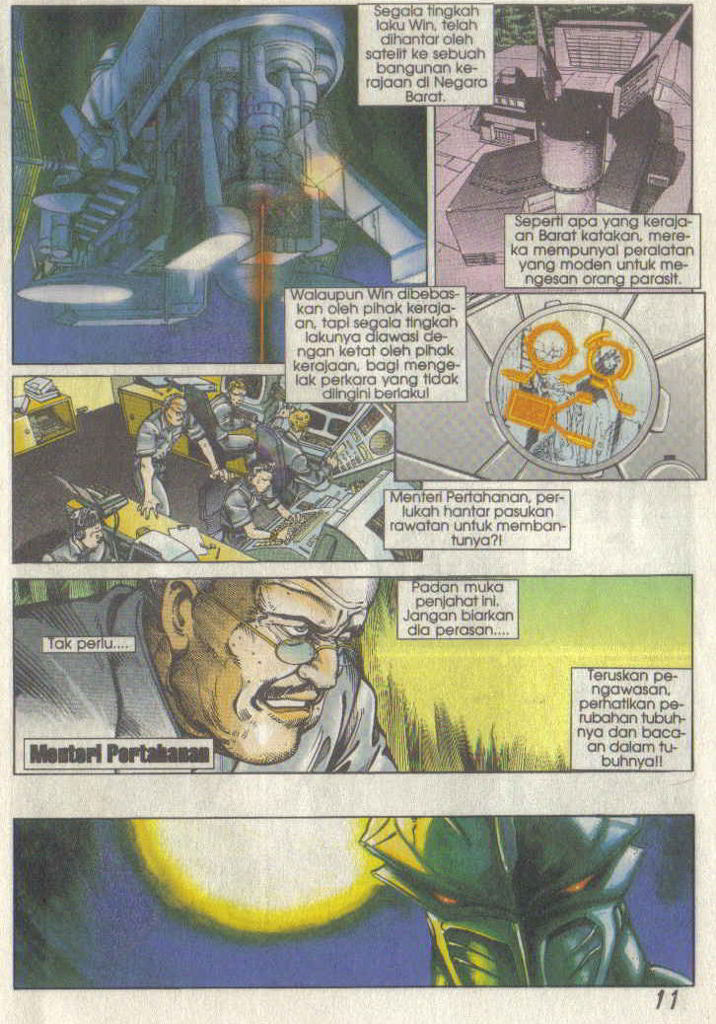 Segala tingkah
laku Win, telah
dihantar oleh
satelit ke sebuah
bangunan ke-
rajaan di Negara
Barat.
Seperti apa yang keraja-
an Barat katakan, mere-
ka mempunyai peralatan
yang moden untuk me-
ngesan orang parasit.
Walaupun Win dibebas-
kan oleh pihak keraja-
an, tapi segala tingkah
lakunya diawasi de-
ngan ketat oleh pihak
kerajaan, bagi menge-
lak perkara yang tidak
diingini berlaku!
Menteri Pertahanan, per-
lukah hantar pasukan
rawatan untuk memban-
tunya?!
Tak perlu....
Padan muka
penjahat ini.
Jangan biarkan
dia perasan....
Teruskan pe-
ngawasan,
perhatikan pe-
rubahan tubuh-
nya dan baca-
an dalam tu-
buhnya!!
Menteri Pertahanan
11